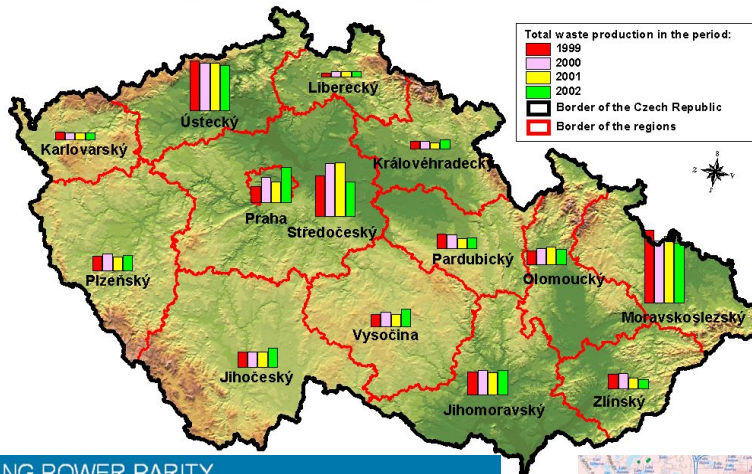 Total waste production in the period:
1999
2000
2001
2002
Border of the Czech Republic
Border of the regions
Liberecký
Ústecký
Karlovarský
Královéhradecký
Praha
Středočeský
Pardubický
Olomoucký
Plzeňský
Moravskoslezský
Vysočina
Jihočeský
Zlínský
Jihomoravský
NG POWER PARITY